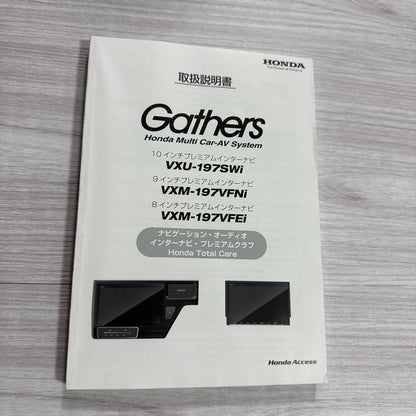 HONDA
The Power of Dreams
取扱説明書
Gathers
Honda Multi Car-AV System
10 インチプレミアムインターナビ
VXU-197SWi
9 インチプレミアムインターナビ
VXM-197VFNi
8 インチプレミアムインターナビ
VXM-197VFEi
ナビゲーション・オーディオ
インターナビ・プレミアムクラブ
Honda Total Care
Honda Access